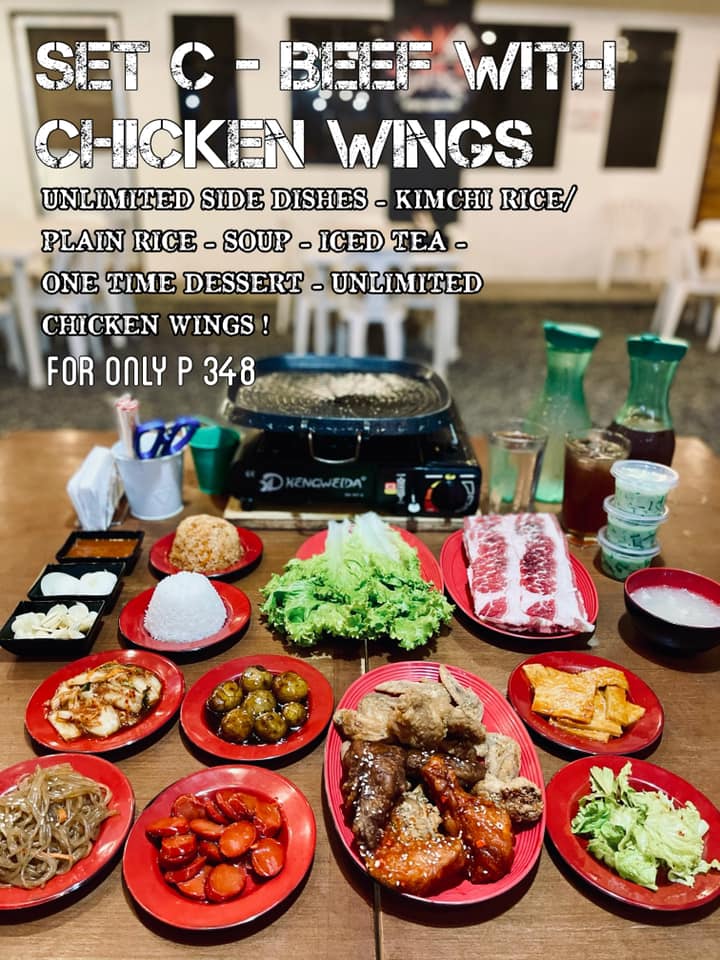 SET C - BEEF WITH
CHICKEN WINGS
UNLIMITED SIDE DISHES - KIMCHI RICE/
PLAIN RICE - SOUP - ICED TEA -
ONE TIME DESSERT - UNLIMITED
CHICKEN WINGS !
FOR ONLY P 348
KENGWEIDA